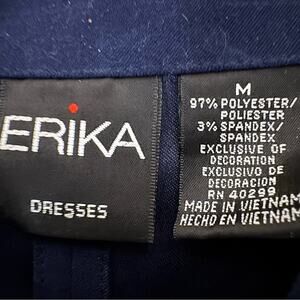 ERIKA
DRESSES
M
97% POLYESTER/
POLIÉSTER
3% SPANDEX/
SPANDEX
EXCLUSIVE OF
DECORATION
EXCLUSIVO DE
DECORACION
RN 40299
MADE IN VIETNAM
HECHO EN VIETNAM